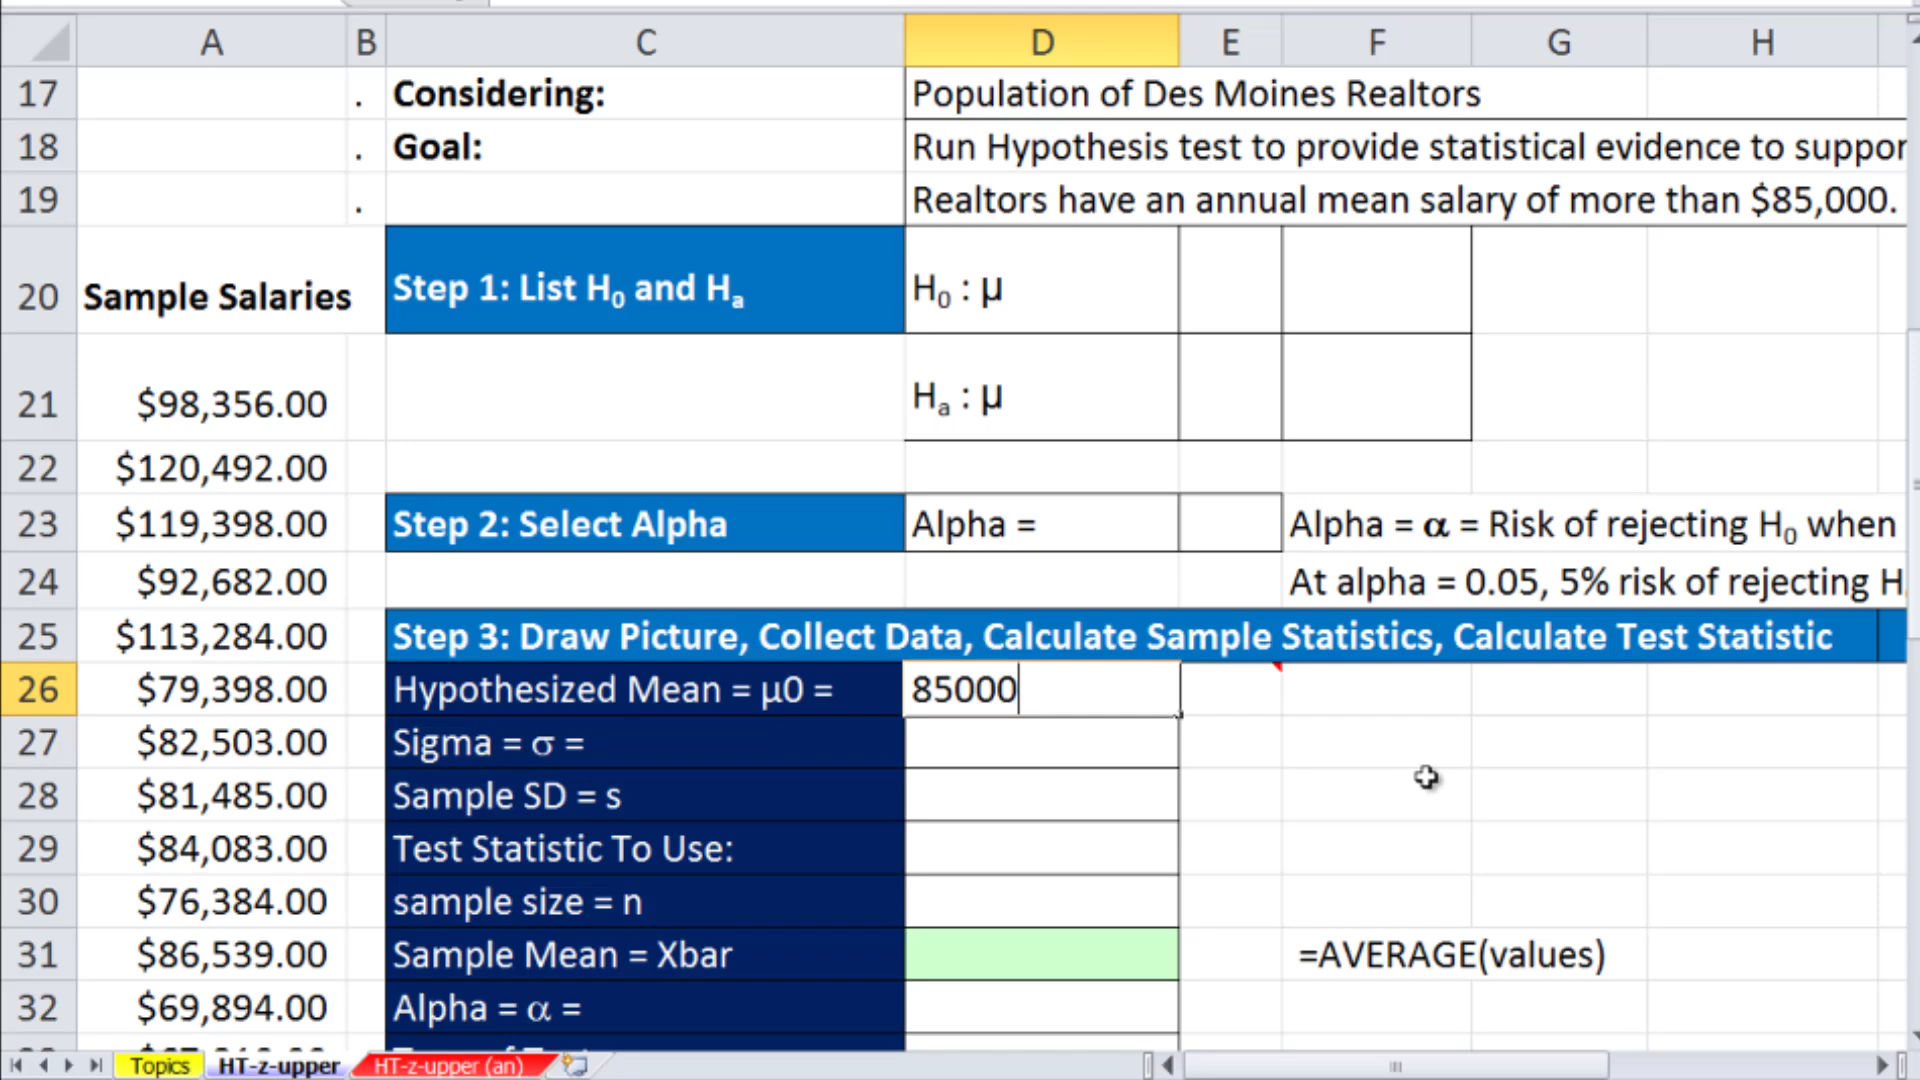 A B C D E F G H
17 . Considering: Population of Des Moines Realtors
18 . Goal: Run Hypothesis test to provide statistical evidence to suppor
19 . Realtors have an annual mean salary of more than $85,000.
20 Sample Salaries Step 1: List H₀ and Hₐ H₀ : µ
21 $98,356.00 Hₐ : µ
22 $120,492.00
23 $119,398.00 Step 2: Select Alpha Alpha = Alpha = α = Risk of rejecting H₀ when
24 $92,682.00 At alpha = 0.05, 5% risk of rejecting H
25 $113,284.00 Step 3: Draw Picture, Collect Data, Calculate Sample Statistics, Calculate Test Statistic
26 $79,398.00 Hypothesized Mean = µ0 = 85000
27 $82,503.00 Sigma = σ =
28 $81,485.00 Sample SD = s
29 $84,083.00 Test Statistic To Use:
30 $76,384.00 sample size = n
31 $86,539.00 Sample Mean = Xbar =AVERAGE(values)
32 $69,894.00 Alpha = α =
Topics HT-z-upper HT-z-upper (an)